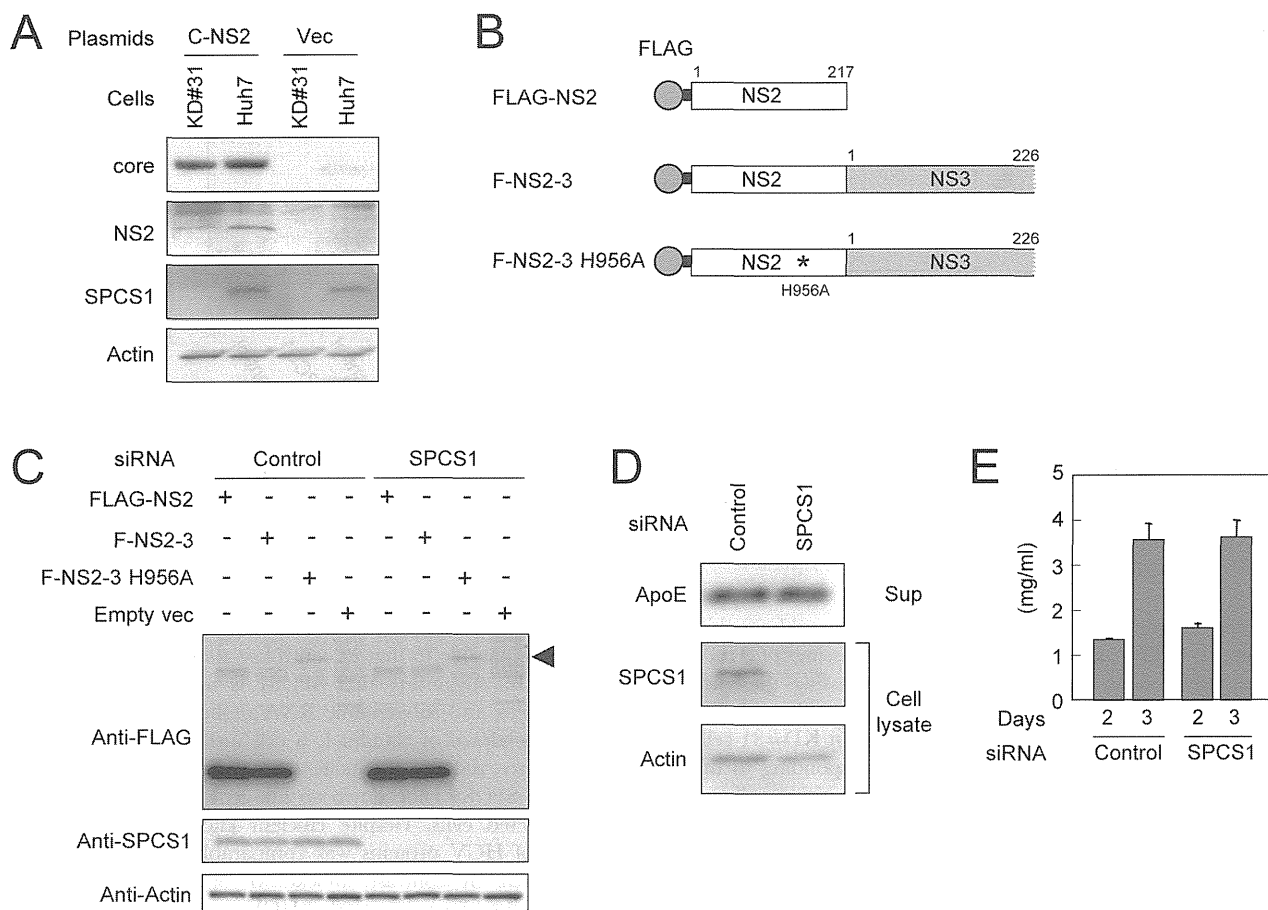 A
Plasmids C-NS2 Vec
Cells KD#31 Huh7 KD#31 Huh7
core
NS2
SPCS1
Actin
B
FLAG
1 217
FLAG-NS2 NS2
1 226
F-NS2-3 NS2 NS3
1 226
F-NS2-3 H956A NS2 * NS3
H956A
C
siRNA Control SPCS1
FLAG-NS2 + - - - + - - -
F-NS2-3 - + - - - + - -
F-NS2-3 H956A - - + - - - + -
Empty vec - - - + - - - +
Anti-FLAG
Anti-SPCS1
Anti-Actin
D
siRNA Control SPCS1
ApoE Sup
SPCS1
Cell
lysate
Actin
E
(mg/ml)
5
4
3
2
1
0
Days 2 3 2 3
siRNA Control SPCS1